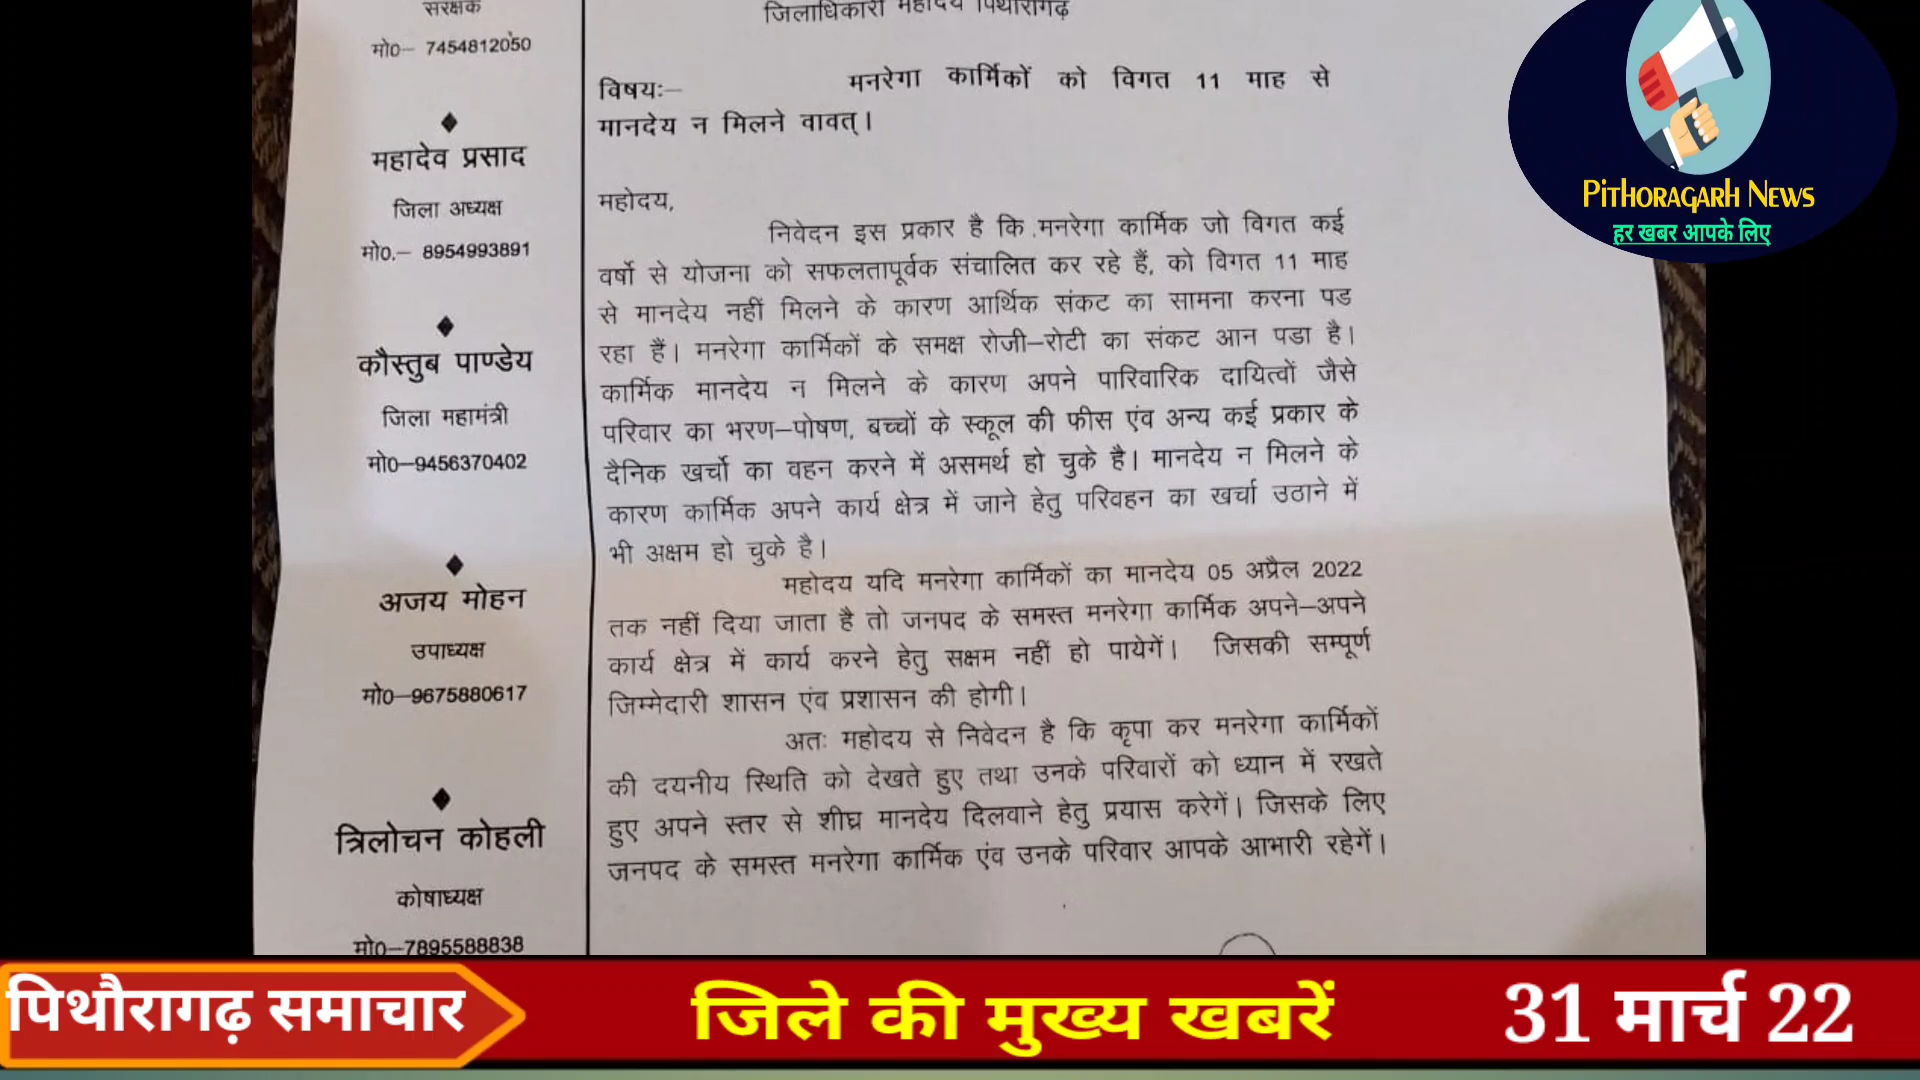 संरक्षक
मो0– 7454812050
महादेव प्रसाद
जिला अध्यक्ष
मो0.– 8954993891
कौस्तुब पाण्डेय
जिला महामंत्री
मो0–9456370402
अजय मोहन
उपाध्यक्ष
मो0–9675880617
त्रिलोचन कोहली
कोषाध्यक्ष
मो0–7895588838
जिलाधिकारी महोदय पिथौरागढ़
विषयः– मनरेगा कार्मिकों को विगत 11 माह से
मानदेय न मिलने वावत्।
महोदय,
निवेदन इस प्रकार है कि मनरेगा कार्मिक जो विगत कई
वर्षो से योजना को सफलतापूर्वक संचालित कर रहे हैं, को विगत 11 माह
से मानदेय नहीं मिलने के कारण आर्थिक संकट का सामना करना पड
रहा हैं। मनरेगा कार्मिकों के समक्ष रोजी–रोटी का संकट आन पडा है।
कार्मिक मानदेय न मिलने के कारण अपने पारिवारिक दायित्वों जैसे
परिवार का भरण–पोषण, बच्चों के स्कूल की फीस एंव अन्य कई प्रकार के
दैनिक खर्चो का वहन करने में असमर्थ हो चुके है। मानदेय न मिलने के
कारण कार्मिक अपने कार्य क्षेत्र में जाने हेतु परिवहन का खर्चा उठाने में
भी अक्षम हो चुके है।
महोदय यदि मनरेगा कार्मिकों का मानदेय 05 अप्रैल 2022
तक नहीं दिया जाता है तो जनपद के समस्त मनरेगा कार्मिक अपने–अपने
कार्य क्षेत्र में कार्य करने हेतु सक्षम नहीं हो पायेगें। जिसकी सम्पूर्ण
जिम्मेदारी शासन एंव प्रशासन की होगी।
अतः महोदय से निवेदन है कि कृपा कर मनरेगा कार्मिकों
की दयनीय स्थिति को देखते हुए तथा उनके परिवारों को ध्यान में रखते
हुए अपने स्तर से शीघ्र मानदेय दिलवाने हेतु प्रयास करेगें। जिसके लिए
जनपद के समस्त मनरेगा कार्मिक एंव उनके परिवार आपके आभारी रहेगें।
PITHORAGARH NEWS
हर खबर आपके लिए
पिथौरागढ़ समाचार
जिले की मुख्य खबरें
31 मार्च 22